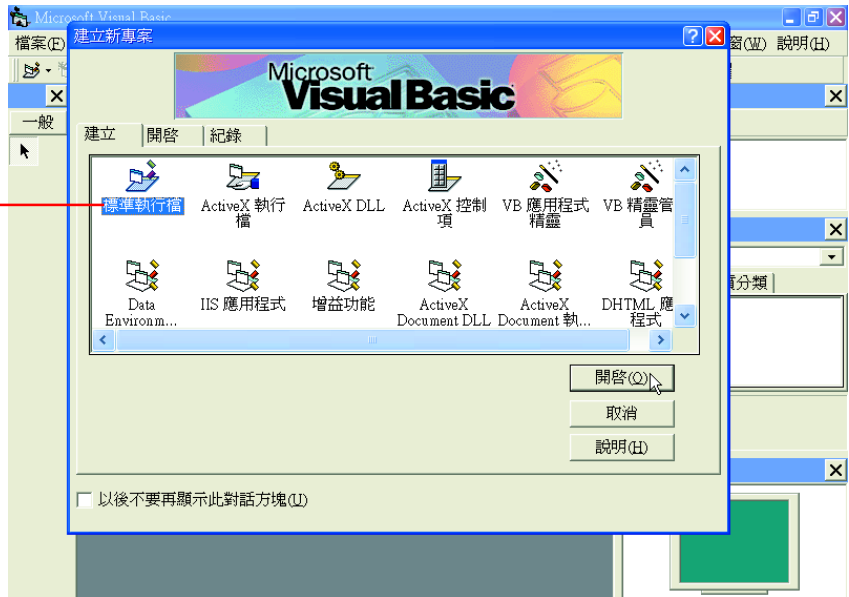 Microsoft Visual Basic
檔案(F)
窗(W) 說明(H)
建立新專案
Microsoft
Visual Basic
一般
建立 開啓 紀錄
標準執行檔 ActiveX 執行檔 ActiveX DLL ActiveX 控制項 VB 應用程式精靈 VB 精靈管員
Data Environm... IIS 應用程式 增益功能 ActiveX Document DLL ActiveX Document 執... DHTML 應程式
分類
開啓(O)
取消
說明(H)
以後不要再顯示此對話方塊(U)